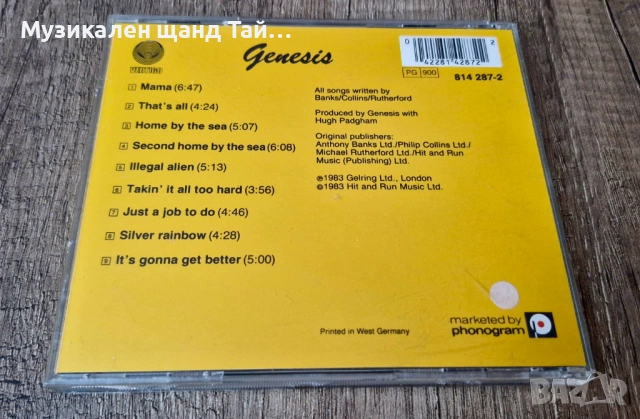 Музикален щанд Тай...
VERTIGO
Genesis
0 2
42281 42872
PG 900
814 287-2
1 Mama (6:47)
2 That's all (4:24)
3 Home by the sea (5:07)
4 Second home by the sea (6:08)
5 Illegal alien (5:13)
6 Takin' it all too hard (3:56)
7 Just a job to do (4:46)
8 Silver rainbow (4:28)
9 It's gonna get better (5:00)
All songs written by
Banks/Collins/Rutherford
Produced by Genesis with
Hugh Padgham
Original publishers:
Anthony Banks Ltd./Philip Collins Ltd./
Michael Rutherford Ltd./Hit and Run
Music (Publishing) Ltd.
℗1983 Gelring Ltd., London
©1983 Hit and Run Music Ltd.
Printed in West Germany
marketed by
phonogram
BAZAR